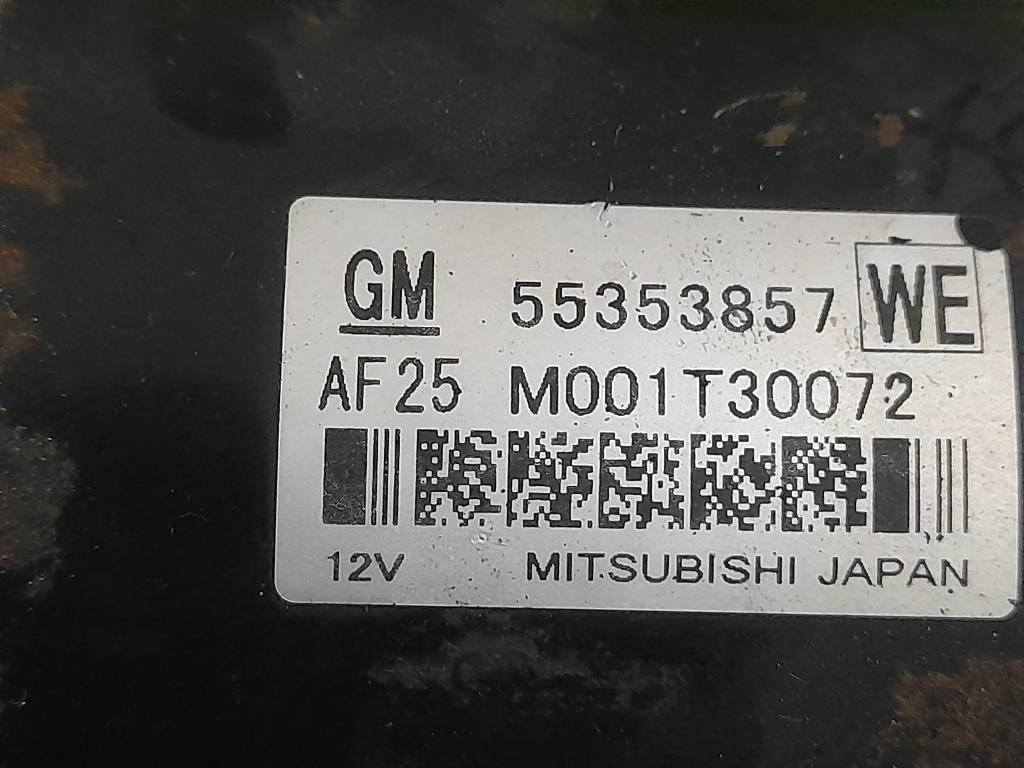 GM 55353857 WE
AF25 M001T30072
12V MITSUBISHI JAPAN